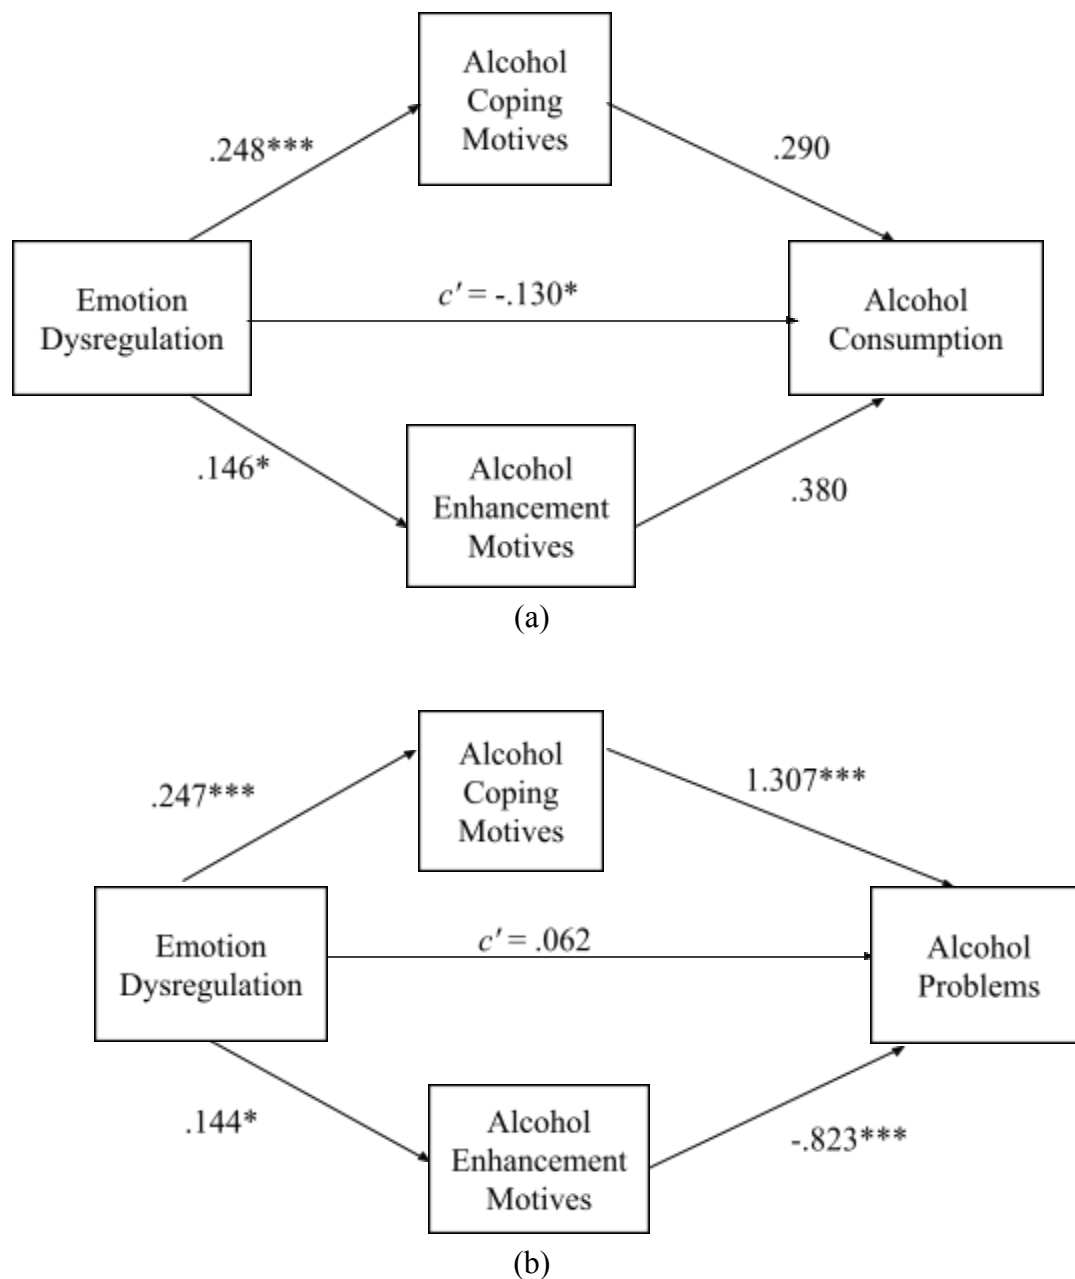 Alcohol
Coping
Motives
.248***
.290
Emotion
Dysregulation
c′ = -.130*
Alcohol
Consumption
.146*
Alcohol
Enhancement
Motives
.380
(a)
Alcohol
Coping
Motives
.247***
1.307***
Emotion
Dysregulation
c′ = .062
Alcohol
Problems
.144*
Alcohol
Enhancement
Motives
-.823***
(b)